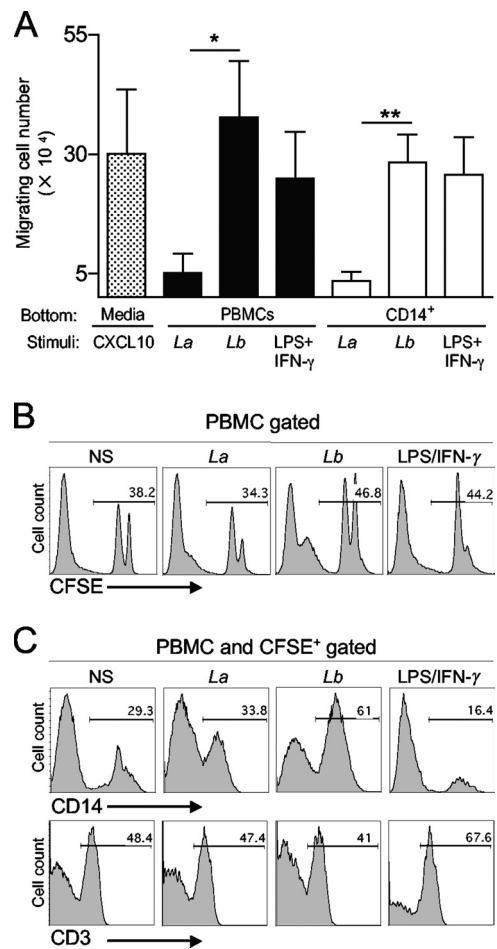 A
55
30
5
Migrating cell number
(× 10 4)
* **
Bottom: Media PBMCs CD14+
Stimuli: CXCL10 La Lb LPS+ IFN-γ La Lb LPS+ IFN-γ
B
PBMC gated
NS La Lb LPS/IFN-γ
Cell count
38.2 34.3 46.8 44.2
CFSE
C
PBMC and CFSE+ gated
NS La Lb LPS/IFN-γ
Cell count
29.3 33.8 61 16.4
CD14
Cell count
48.4 47.4 41 67.6
CD3